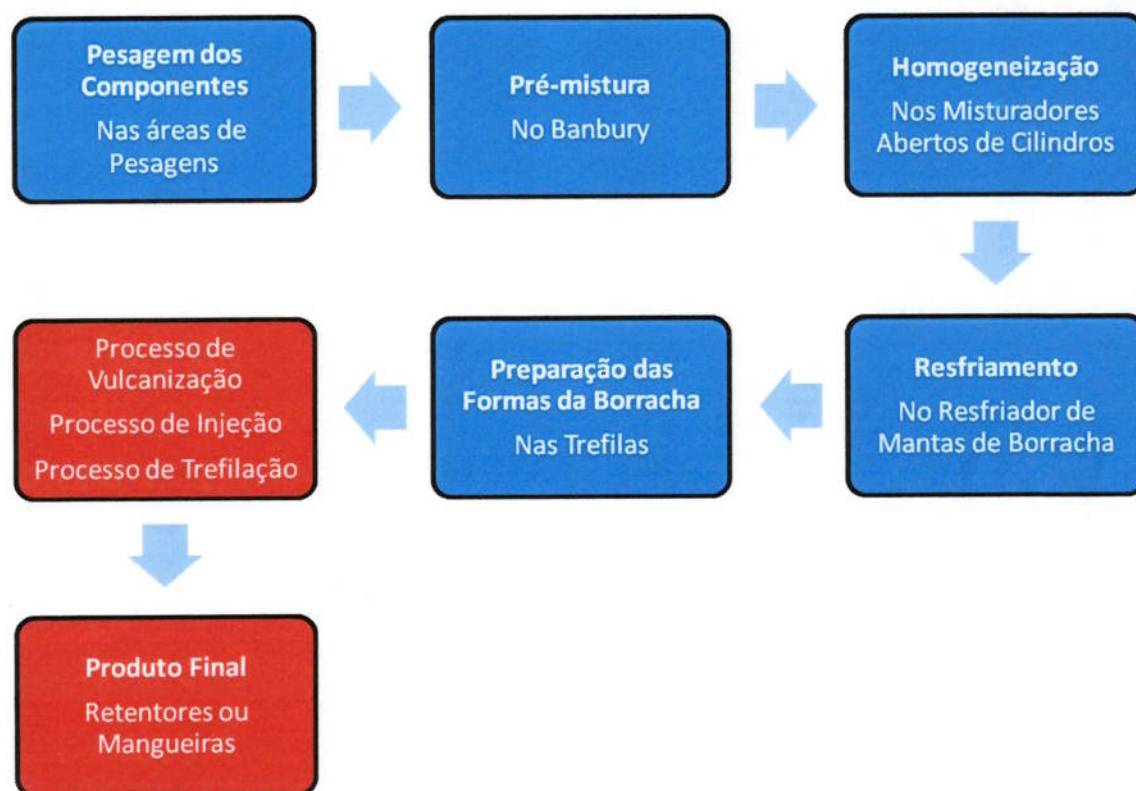 Pesagem dos
Componentes
Nas áreas de
Pesagens
Pré-mistura
No Banbury
Homogeneização
Nos Misturadores
Abertos de Cilindros
Resfriamento
No Resfriador de
Mantas de Borracha
Preparação das
Formas da Borracha
Nas Trefilas
Processo de
Vulcanização
Processo de Injeção
Processo de Trefilação
Produto Final
Retentores ou
Mangueiras